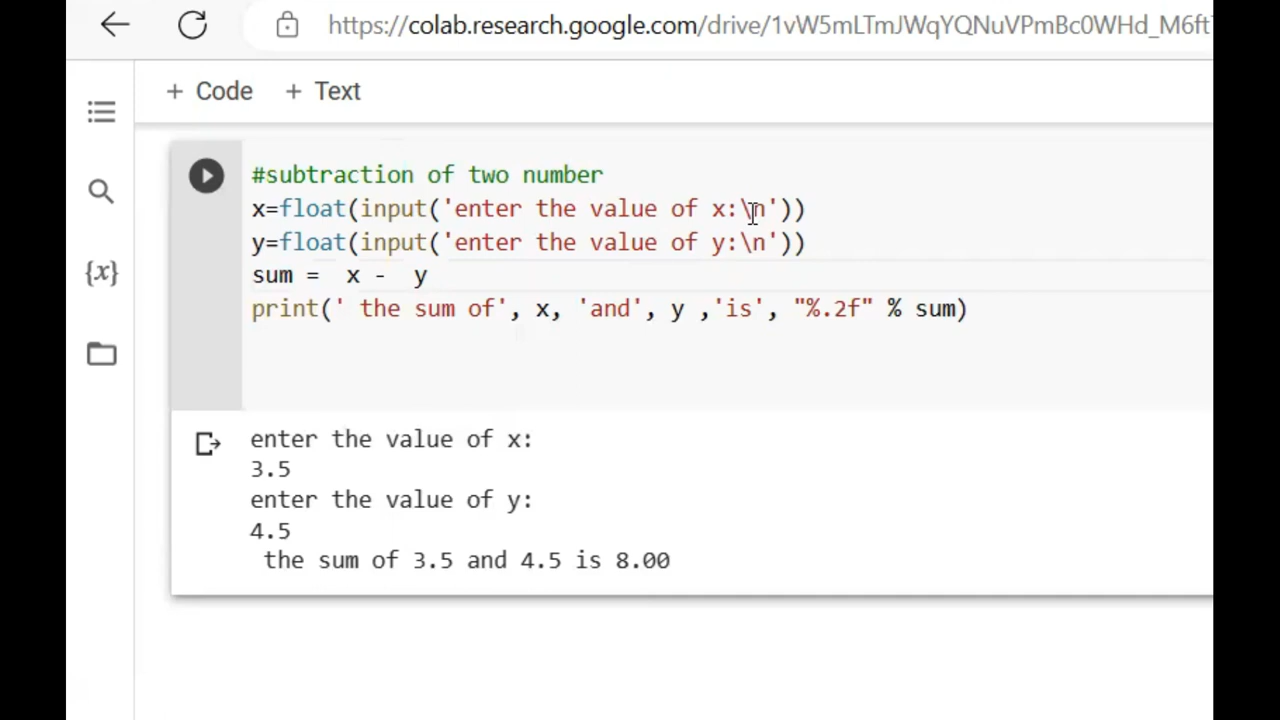 https://colab.research.google.com/drive/1vW5mLTmJWqYQNuVPmBc0WHd_M6ft
+ Code + Text
#subtraction of two number
x=float(input('enter the value of x:\n'))
y=float(input('enter the value of y:\n'))
sum =  x -  y
print(' the sum of', x, 'and', y ,'is', "%.2f" % sum)
{x}
enter the value of x:
3.5
enter the value of y:
4.5
 the sum of 3.5 and 4.5 is 8.00